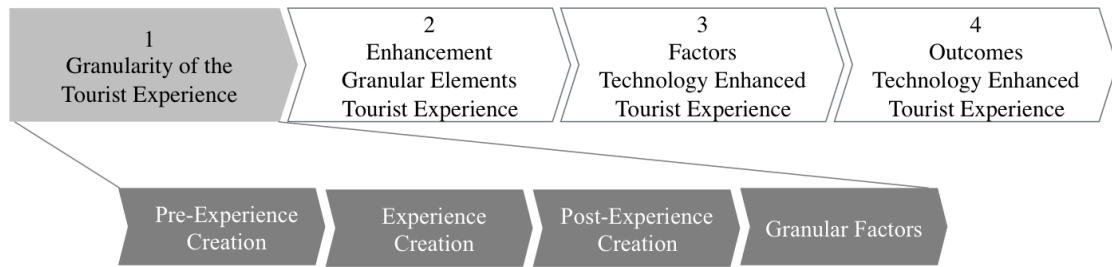 1
Granularity of the
Tourist Experience
2
Enhancement
Granular Elements
Tourist Experience
3
Factors
Technology Enhanced
Tourist Experience
4
Outcomes
Technology Enhanced
Tourist Experience
Pre-Experience
Creation
Experience
Creation
Post-Experience
Creation
Granular Factors